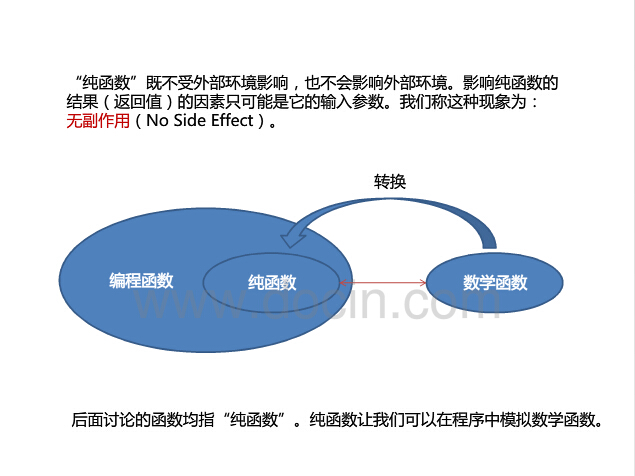 “纯函数”既不受外部环境影响，也不会影响外部环境。影响纯函数的
结果（返回值）的因素只可能是它的输入参数。我们称这种现象为：
无副作用（No Side Effect）。
转换
编程函数
纯函数
数学函数
www.docin.com
后面讨论的函数均指“纯函数”。纯函数让我们可以在程序中模拟数学函数。